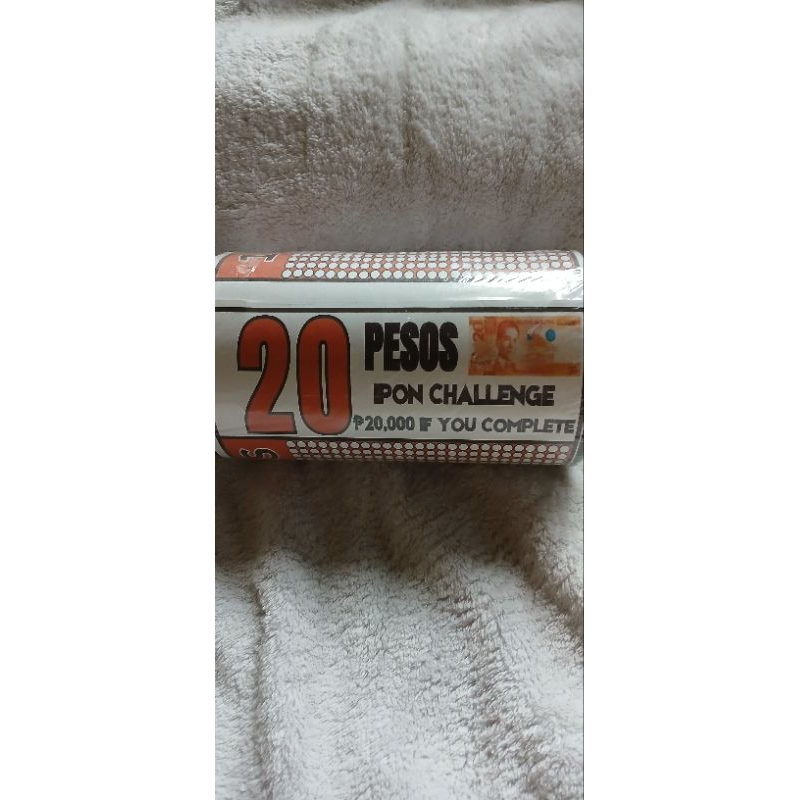 20 PESOS
IPON CHALLENGE
₱20,000 IF YOU COMPLETE